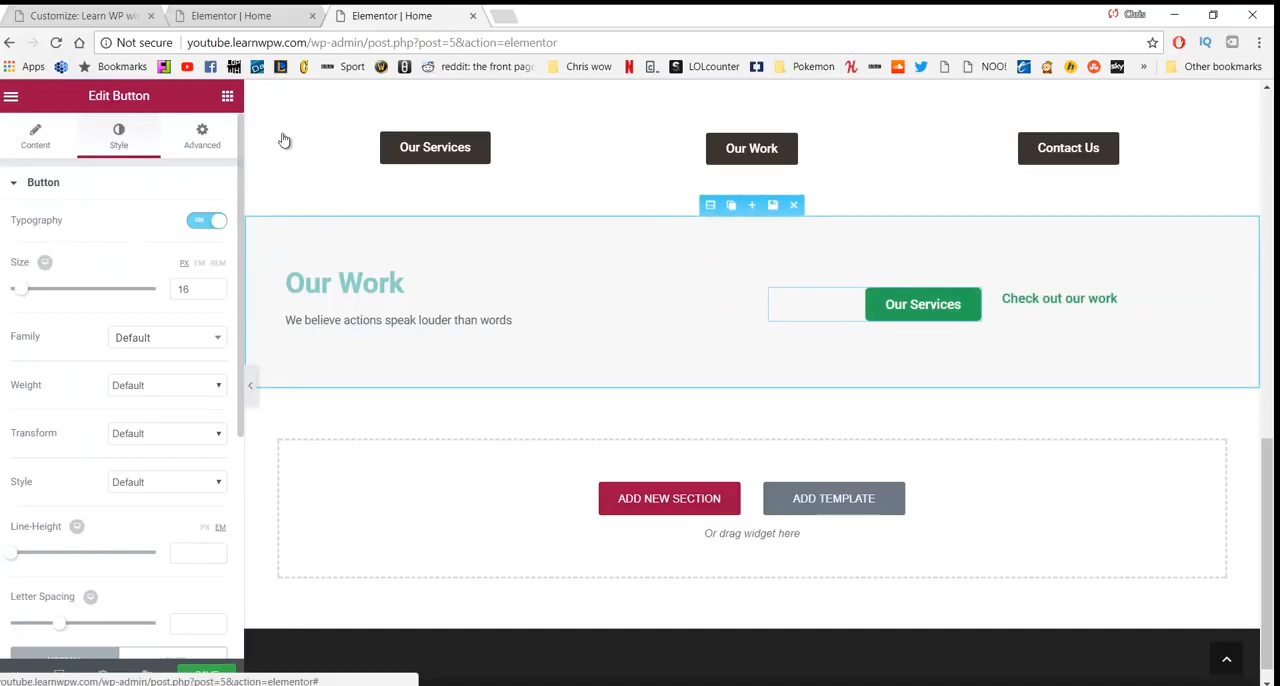 Customize: Learn WP wit
Elementor | Home
Elementor | Home
Chris
Not secure
youtube.learnwpw.com/wp-admin/post.php?post=5&action=elementor
Apps
Bookmarks
Sport
reddit: the front page
Chris wow
LOLcounter
Pokemon
NOO!
sky
»
Other bookmarks
Edit Button
Content
Style
Advanced
Button
Typography
ON
Size
PX EM REM
16
Family
Default
Weight
Default
Transform
Default
Style
Default
Line-Height
PX EM
Letter Spacing
Our Services
Our Work
Contact Us
Our Work
We believe actions speak louder than words
Our Services
Check out our work
ADD NEW SECTION
ADD TEMPLATE
Or drag widget here
youtube.learnwpw.com/wp-admin/post.php?post=5&action=elementor#